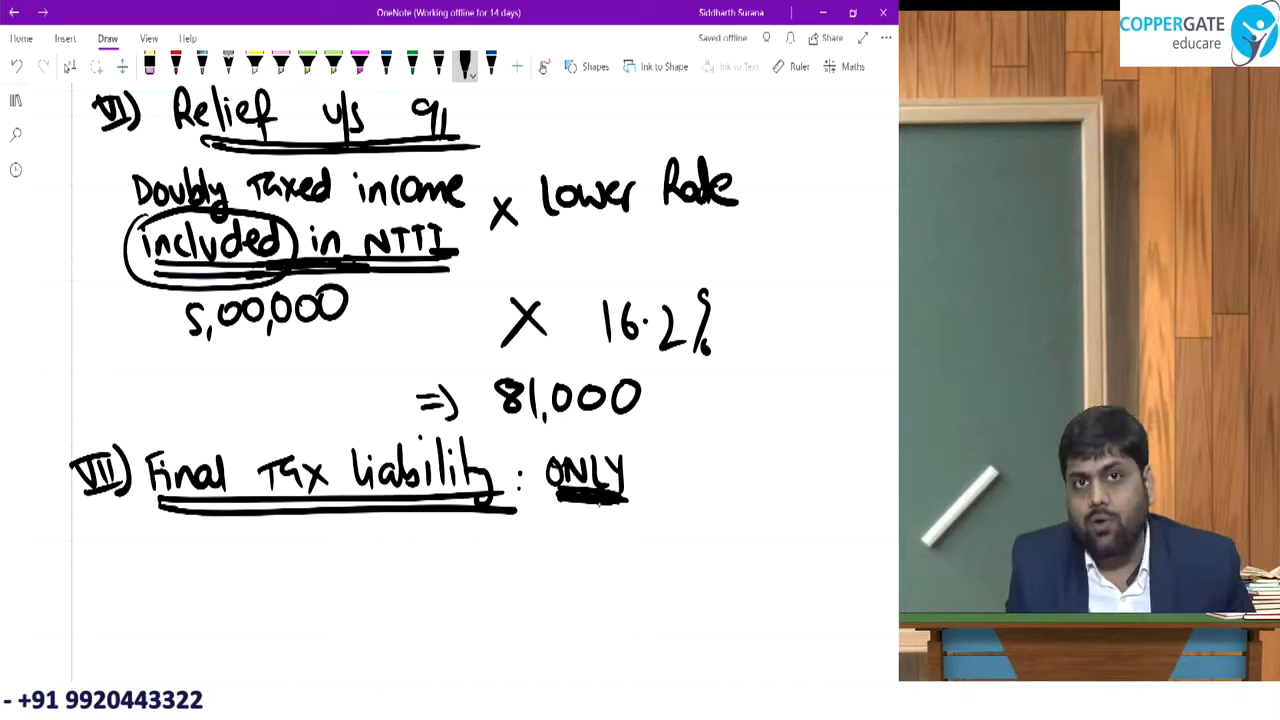 OneNote (Working offline for 14 days)
Siddharth Surana
Home Insert Draw View Help
Saved offline
Share
Shapes
Ink to Shape
Ink to Text
Ruler
Maths
COPPERGATE
educare
VI) Relief u/s 91
Doubly Taxed income × Lower Rate
included in NTTI
5,00,000 × 16.2%
=> 81,000
VII) Final Tax Liability : ONLY
- +91 9920443322